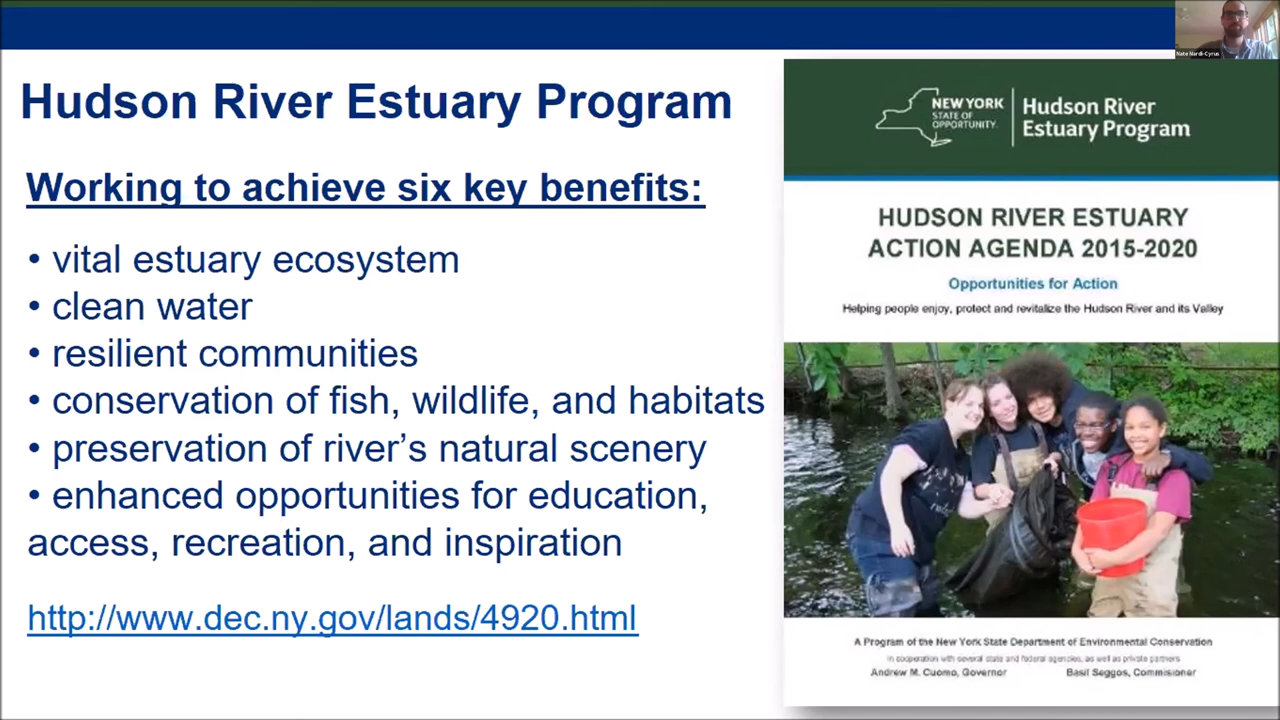 Nate Nardi-Cyrus
Hudson River Estuary Program
Working to achieve six key benefits:
• vital estuary ecosystem
• clean water
• resilient communities
• conservation of fish, wildlife, and habitats
• preservation of river's natural scenery
• enhanced opportunities for education,
access, recreation, and inspiration
http://www.dec.ny.gov/lands/4920.html
NEW YORK
STATE OF
OPPORTUNITY.
Hudson River
Estuary Program
HUDSON RIVER ESTUARY
ACTION AGENDA 2015-2020
Opportunities for Action
Helping people enjoy, protect and revitalize the Hudson River and its Valley
A Program of the New York State Department of Environmental Conservation
In cooperation with several state and federal agencies, as well as private partners
Andrew M. Cuomo, Governor
Basil Seggos, Commisioner